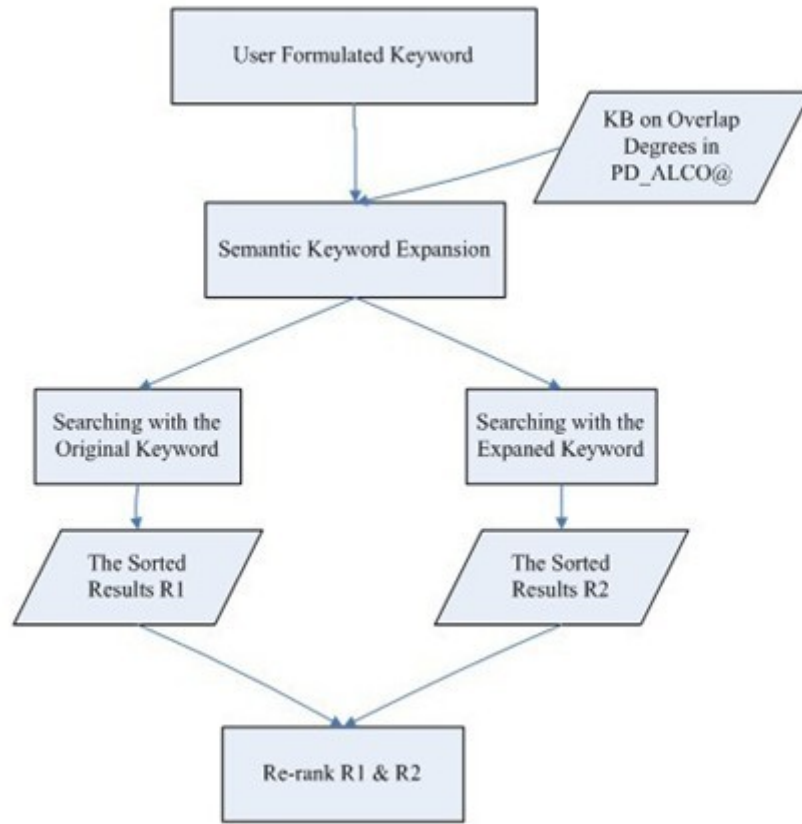 User Formulated Keyword
KB on Overlap
Degrees in
PD_ALCO@
Semantic Keyword Expansion
Searching with the
Original Keyword
Searching with the
Expaned Keyword
The Sorted
Results R1
The Sorted
Results R2
Re-rank R1 & R2